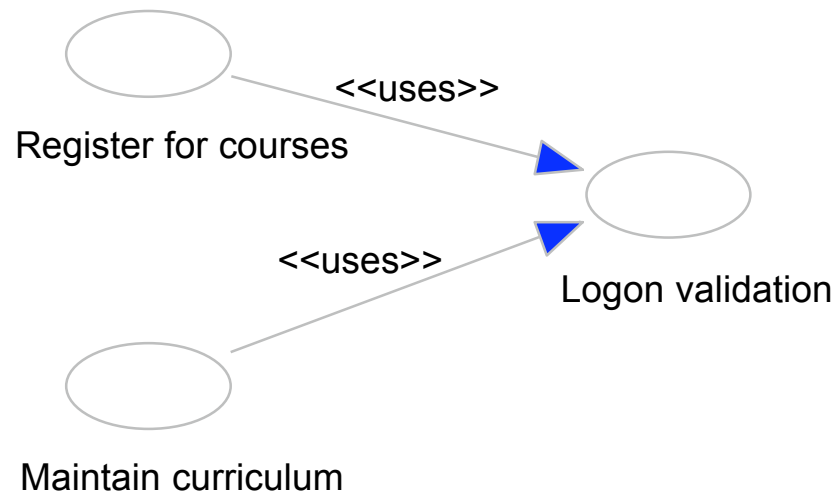 <<uses>>
Register for courses
<<uses>>
Logon validation
Maintain curriculum